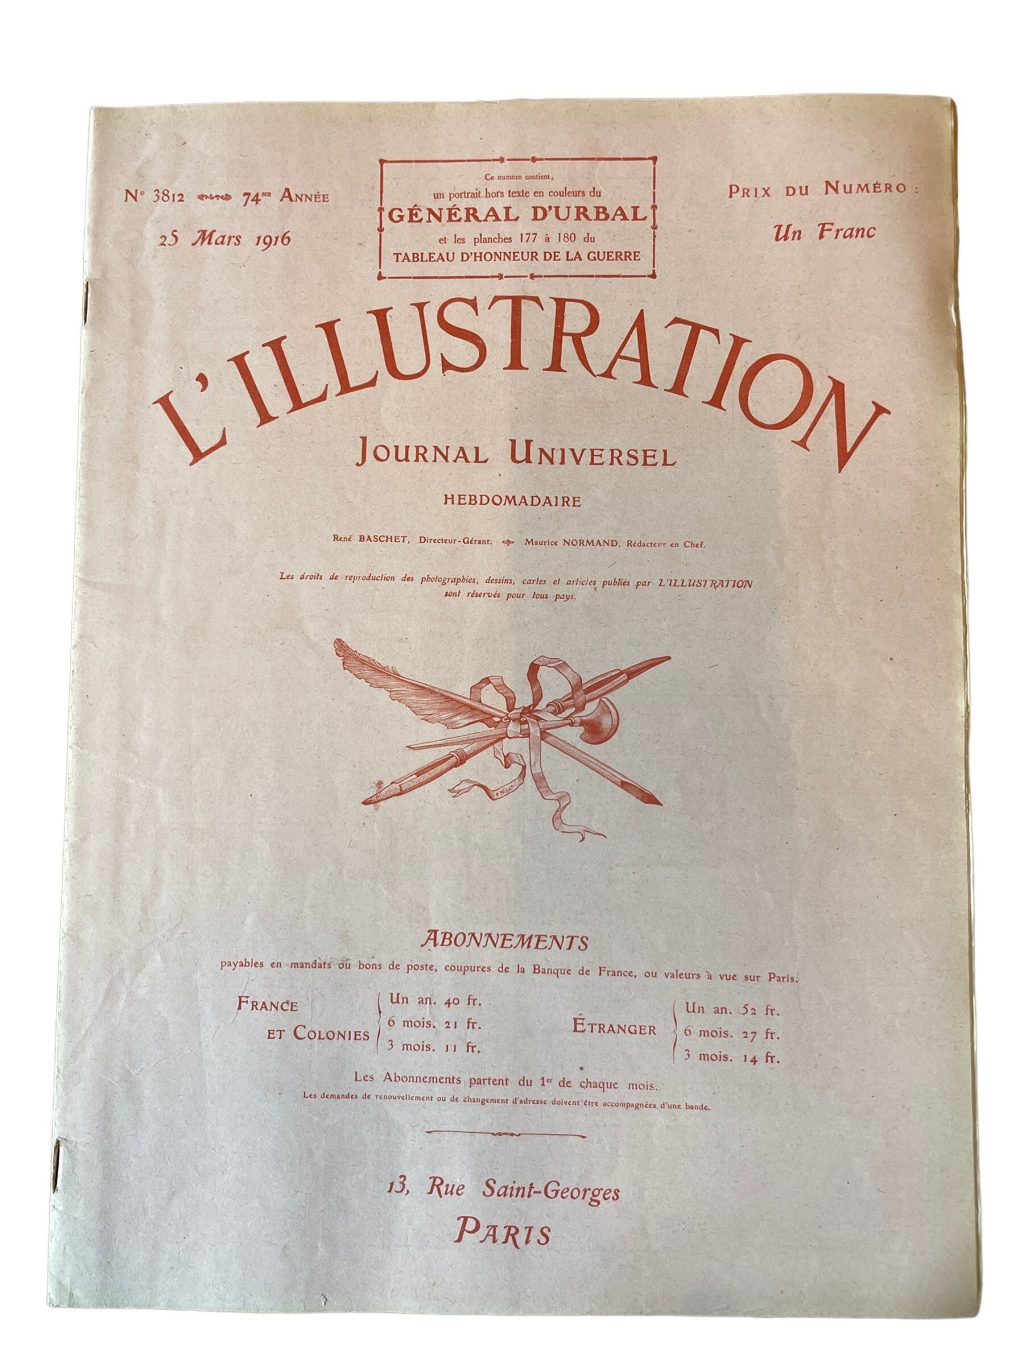 N° 3812 74me Année
25 Mars 1916
Ce numéro contient,
un portrait hors texte en couleurs du
GÉNÉRAL D'URBAL
et les planches 177 à 180 du
TABLEAU D'HONNEUR DE LA GUERRE
Prix du Numéro :
Un Franc
L'ILLUSTRATION
Journal Universel
HEBDOMADAIRE
René BASCHET, Directeur-Gérant. Maurice NORMAND, Rédacteur en Chef.
Les droits de reproduction des photographies, dessins, cartes et articles publiés par L'ILLUSTRATION
sont réservés pour tous pays.
Abonnements
payables en mandats ou bons de poste, coupures de la Banque de France, ou valeurs à vue sur Paris.
France
et Colonies
Un an. 40 fr.
6 mois. 21 fr.
3 mois. 11 fr.
Étranger
Un an. 52 fr.
6 mois. 27 fr.
3 mois. 14 fr.
Les Abonnements partent du 1er de chaque mois.
Les demandes de renouvellement ou de changement d'adresse doivent être accompagnées d'une bande.
13, Rue Saint-Georges
Paris